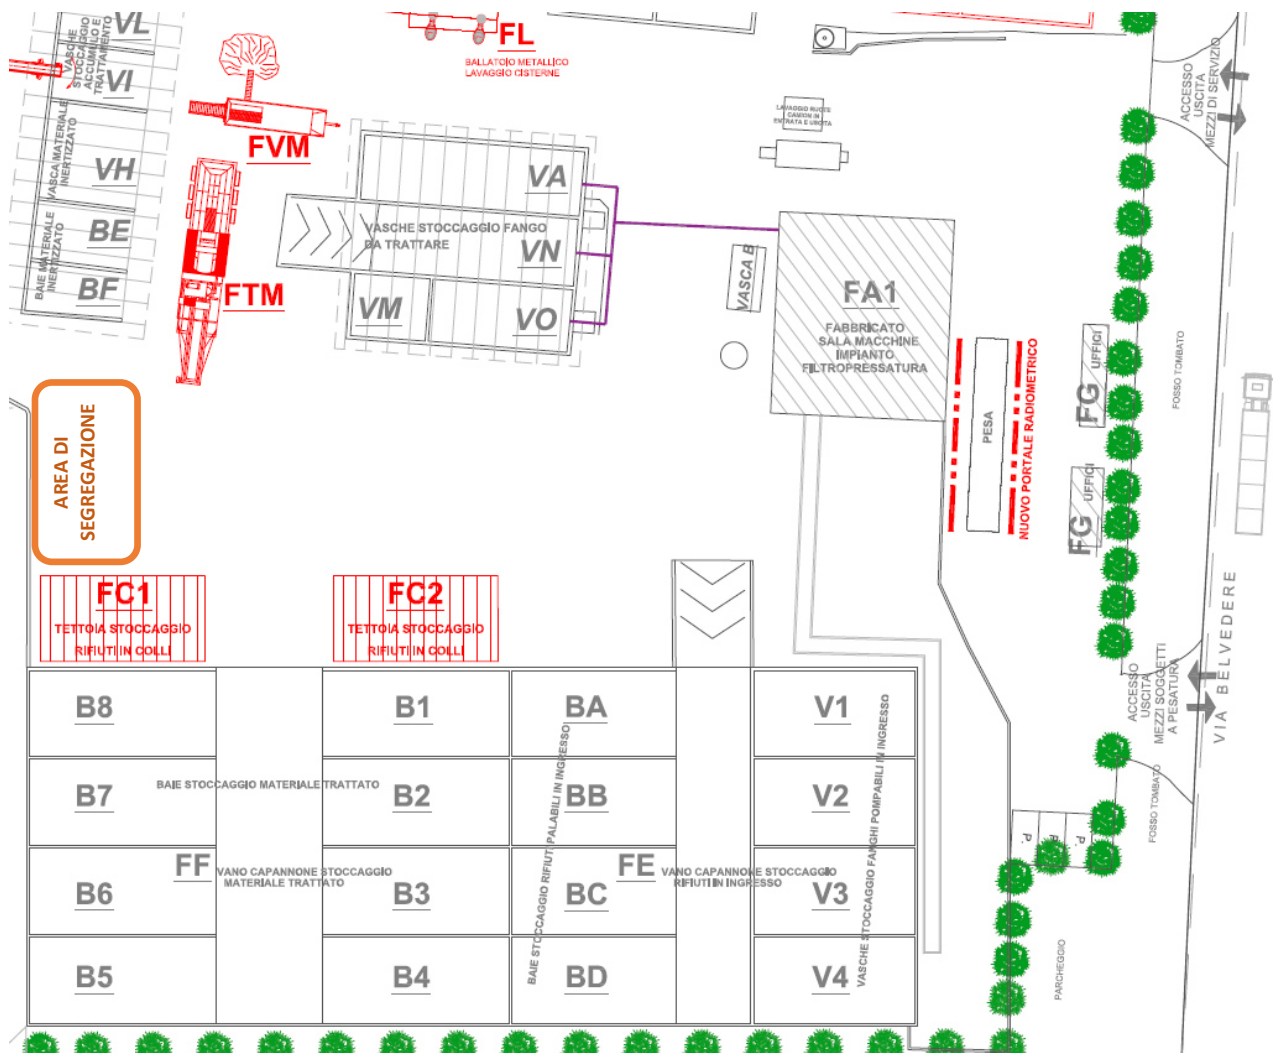 VL
VASCHE
STOCCAGGIO
ACCUMULO E
TRATTAMENTO
VI
VASCA MATERIALE
INERTIZZATO
VH
BE
BAIE MATERIALE
INERTIZZATO
BF
FVM
FTM
FL
BALLATOIO METALLICO
LAVAGGIO CISTERNE
LAVAGGIO RUOTE
CAMION IN
ENTRATA E USCITA
ACCESSO
USCITA
MEZZI DI SERVIZIO
VA
VASCHE STOCCAGGIO FANGO
DA TRATTARE
VN
VM
VO
VASCA B
FA1
FABBRICATO
SALA MACCHINE
IMPIANTO
FILTROPRESSATURA
PESA
NUOVO PORTALE RADIOMETRICO
FG
UFFICI
FG
UFFICI
FOSSO TOMBATO
AREA DI
SEGREGAZIONE
FC1
TETTOIA STOCCAGGIO
RIFIUTI IN COLLI
FC2
TETTOIA STOCCAGGIO
RIFIUTI IN COLLI
ACCESSO
USCITA
MEZZI SOGGETTI
A PESATURA
VIA BELVEDERE
B8
B1
BA
V1
B7
BAIE STOCCAGGIO MATERIALE TRATTATO
B2
BB
V2
BAIE STOCCAGGIO RIFIUTI PALABILI IN INGRESSO
VASCHE STOCCAGGIO FANGHI POMPABILI IN INGRESSO
FF
VANO CAPANNONE STOCCAGGIO
MATERIALE TRATTATO
FE
VANO CAPANNONE STOCCAGGIO
RIFIUTI IN INGRESSO
B6
B3
BC
V3
B5
B4
BD
V4
FOSSO TOMBATO
P.
P.
P.
PARCHEGGIO